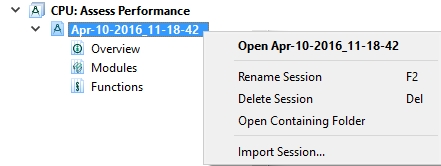 CPU: Assess Performance
Apr-10-2016_11-18-42
Overview
Modules
Functions
Open Apr-10-2016_11-18-42
Rename Session F2
Delete Session Del
Open Containing Folder
Import Session...